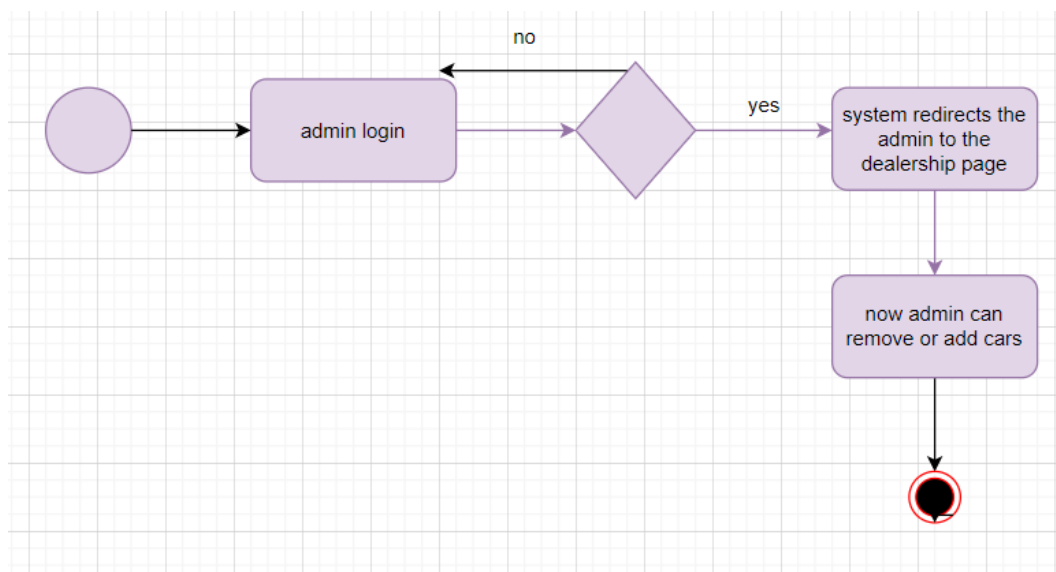 no
admin login
yes
system redirects the
admin to the
dealership page
now admin can
remove or add cars